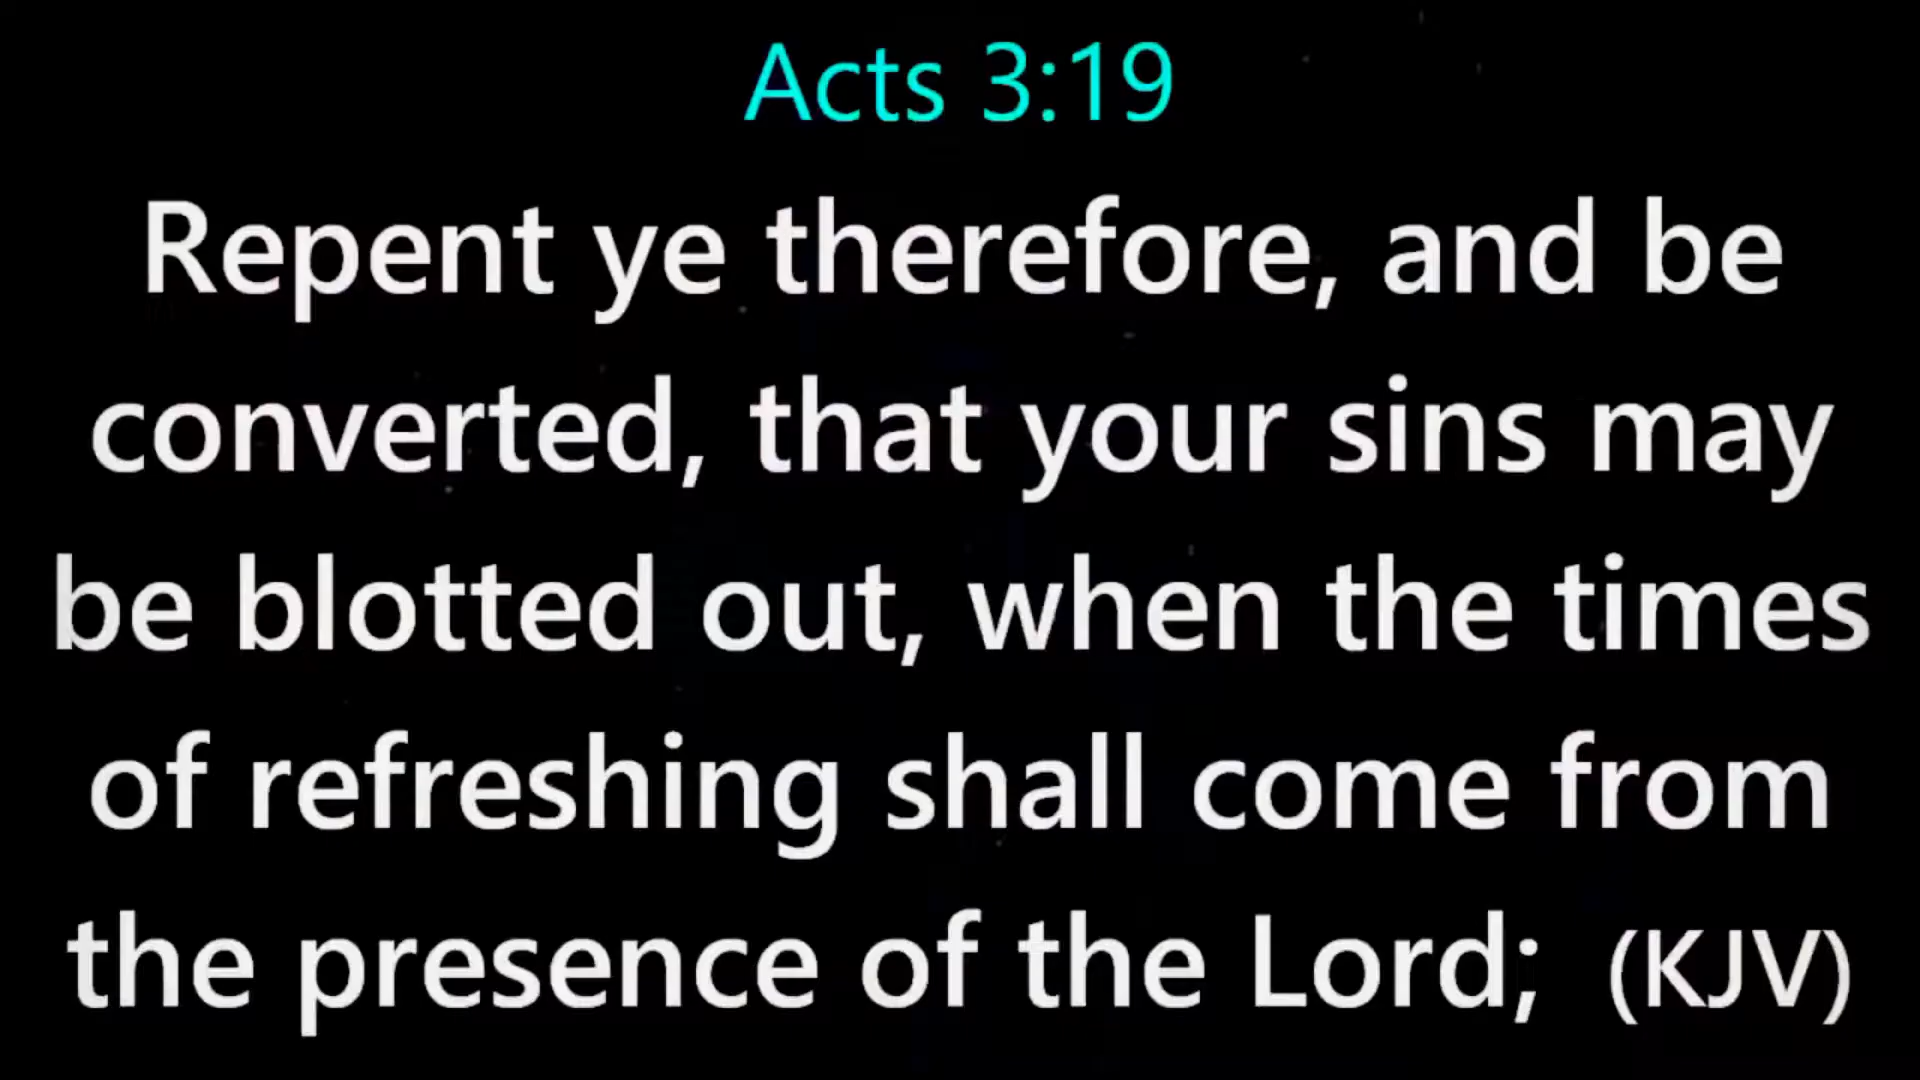 Acts 3:19
Repent ye therefore, and be
converted, that your sins may
be blotted out, when the times
of refreshing shall come from
the presence of the Lord; (KJV)